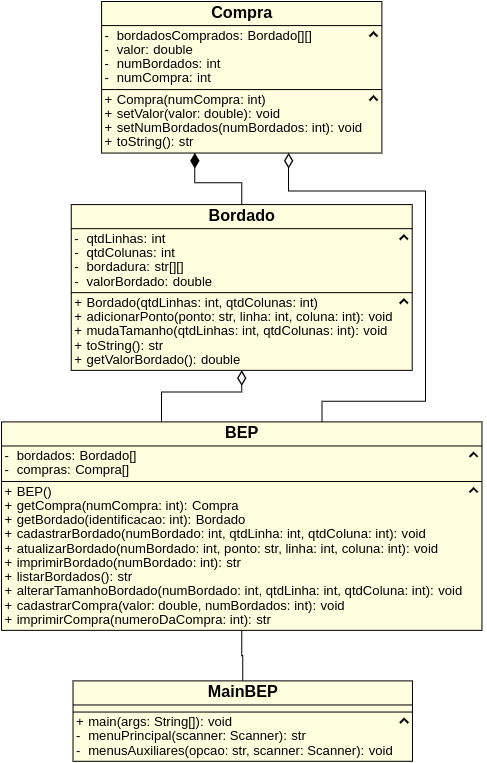 Compra
- bordadosComprados: Bordado[][]
- valor: double
- numBordados: int
- numCompra: int
+ Compra(numCompra: int)
+ setValor(valor: double): void
+ setNumBordados(numBordados: int): void
+ toString(): str
Bordado
- qtdLinhas: int
- qtdColunas: int
- bordadura: str[][]
- valorBordado: double
+ Bordado(qtdLinhas: int, qtdColunas: int)
+ adicionarPonto(ponto: str, linha: int, coluna: int): void
+ mudaTamanho(qtdLinhas: int, qtdColunas: int): void
+ toString(): str
+ getValorBordado(): double
BEP
- bordados: Bordado[]
- compras: Compra[]
+ BEP()
+ getCompra(numCompra: int): Compra
+ getBordado(identificacao: int): Bordado
+ cadastrarBordado(numBordado: int, qtdLinha: int, qtdColuna: int): void
+ atualizarBordado(numBordado: int, ponto: str, linha: int, coluna: int): void
+ imprimirBordado(numBordado: int): str
+ listarBordados(): str
+ alterarTamanhoBordado(numBordado: int, qtdLinha: int, qtdColuna: int): void
+ cadastrarCompra(valor: double, numBordados: int): void
+ imprimirCompra(numeroDaCompra: int): str
MainBEP
+ main(args: String[]): void
- menuPrincipal(scanner: Scanner): str
- menusAuxiliares(opcao: str, scanner: Scanner): void